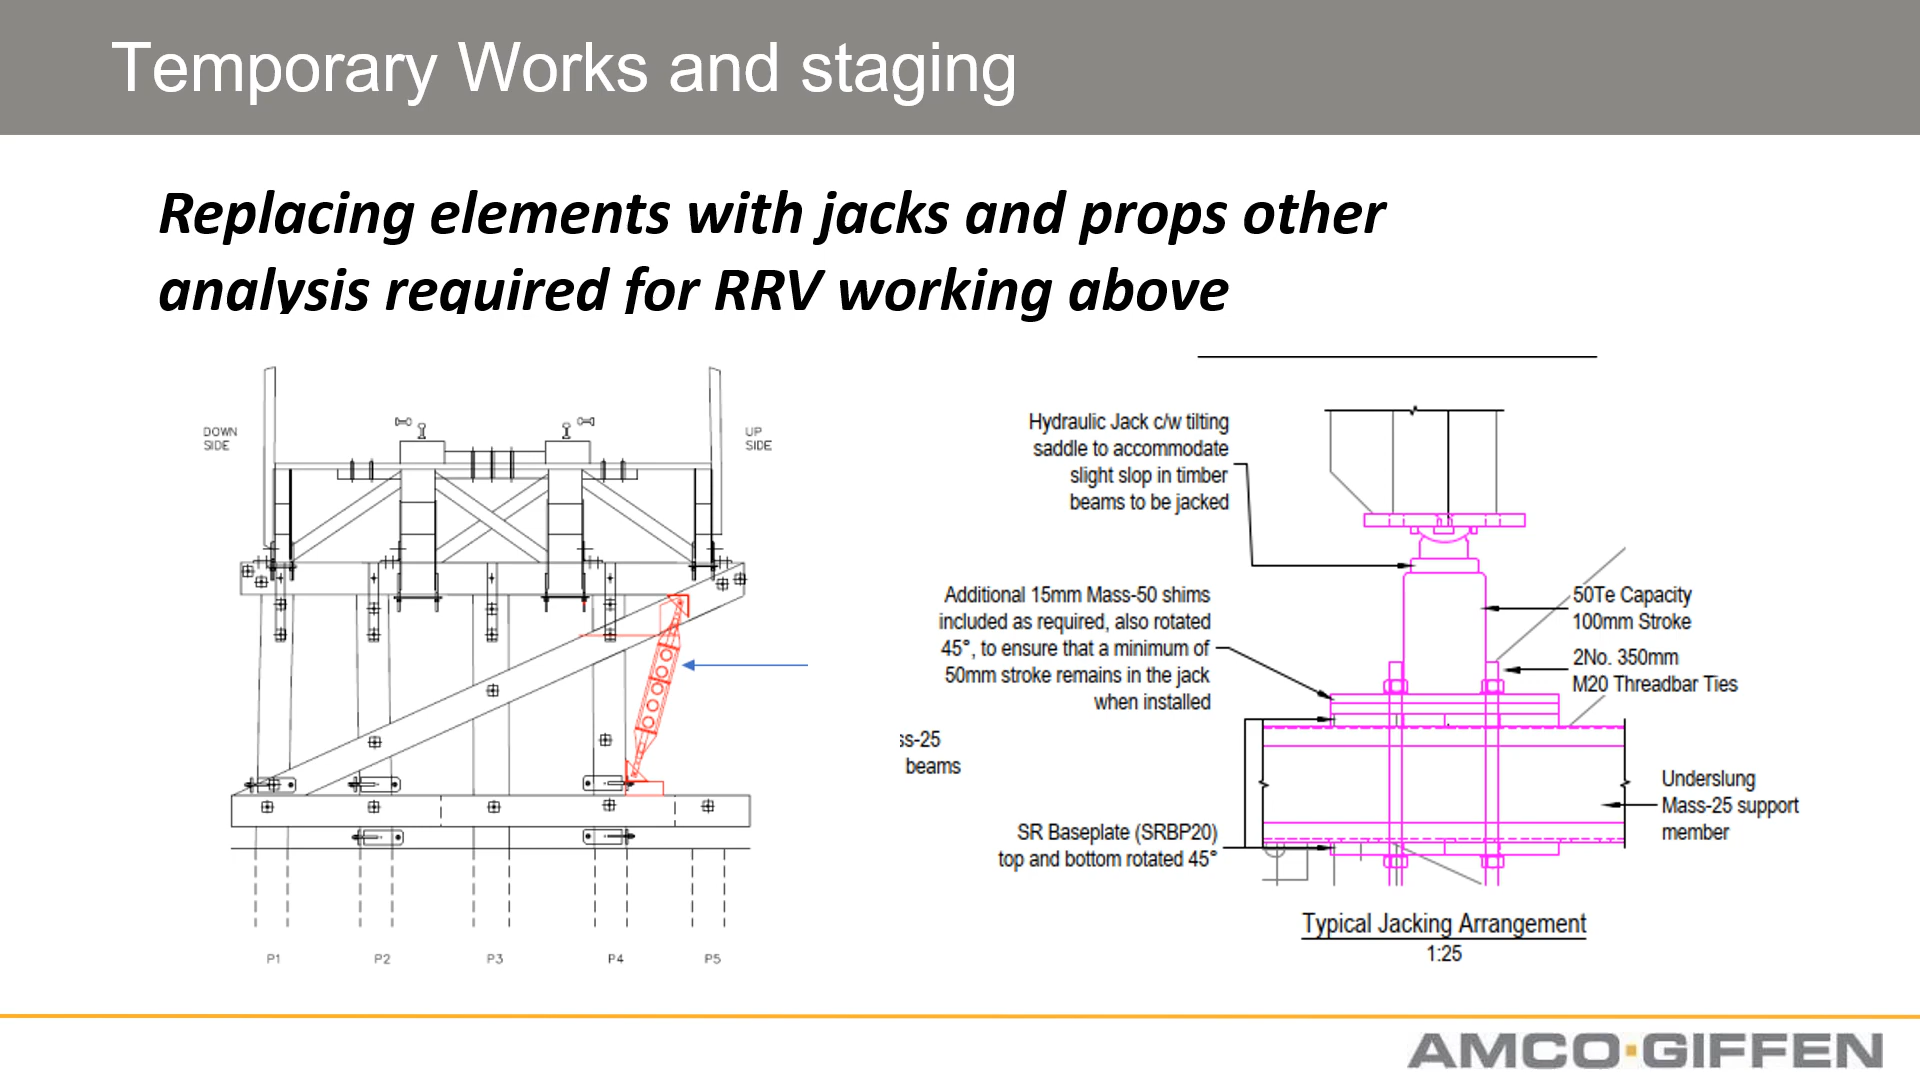 Temporary Works and staging
Replacing elements with jacks and props other
analysis required for RRV working above
DOWN
SIDE
UP
SIDE
P1
P2
P3
P4
P5
Hydraulic Jack c/w tilting
saddle to accommodate
slight slop in timber
beams to be jacked
Additional 15mm Mass-50 shims
included as required, also rotated
45°, to ensure that a minimum of
50mm stroke remains in the jack
when installed
ss-25
beams
SR Baseplate (SRBP20)
top and bottom rotated 45°
50Te Capacity
100mm Stroke
2No. 350mm
M20 Threadbar Ties
Underslung
Mass-25 support
member
Typical Jacking Arrangement
1:25
AMCO GIFFEN